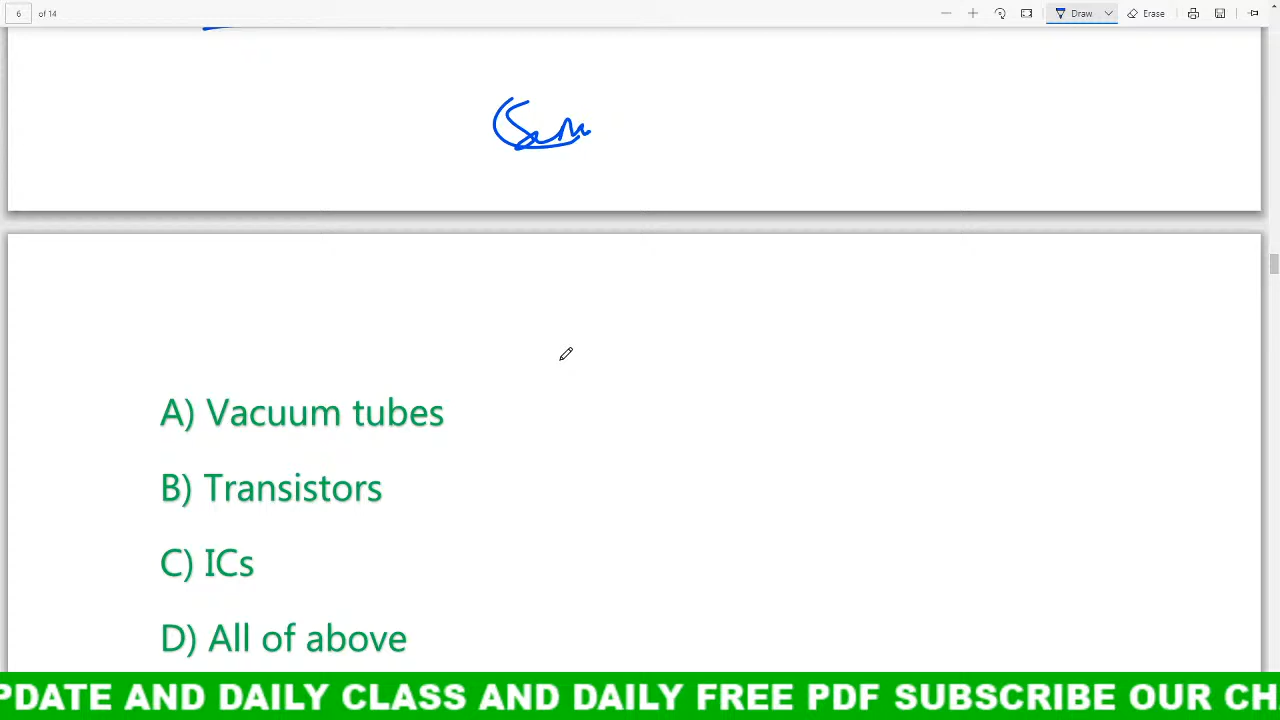 6 of 14
Draw
Erase
A) Vacuum tubes
B) Transistors
C) ICs
D) All of above
PDATE AND DAILY CLASS AND DAILY FREE PDF SUBSCRIBE OUR CH